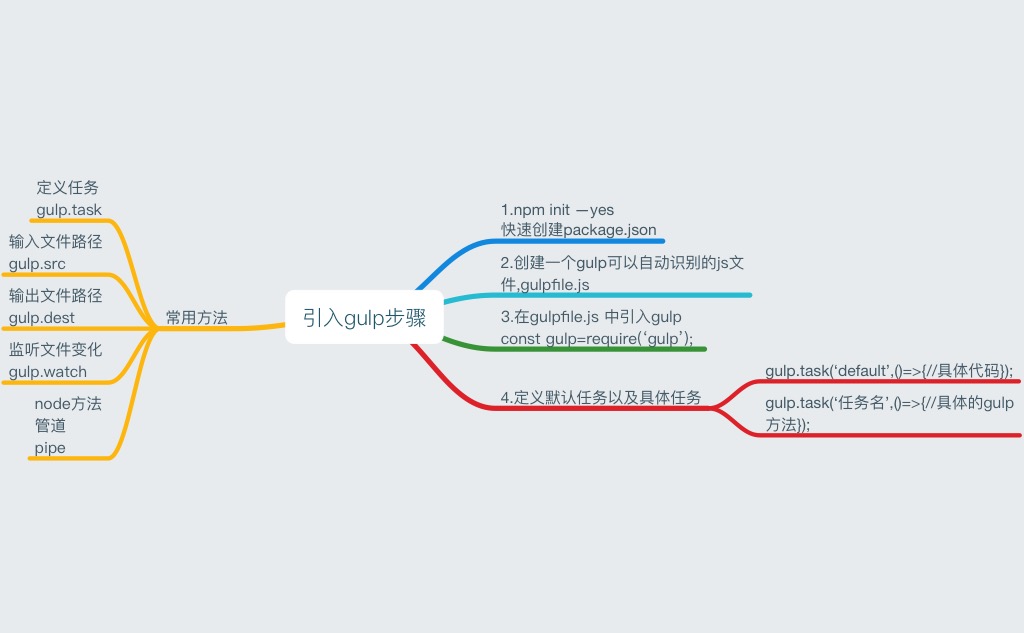 引入gulp步骤
1.npm init —yes
快速创建package.json
2.创建一个gulp可以自动识别的js文
件,gulpfile.js
3.在gulpfile.js 中引入gulp
const gulp=require(‘gulp’);
4.定义默认任务以及具体任务
gulp.task(‘default’,()=>{//具体代码});
gulp.task(‘任务名’,()=>{//具体的gulp
方法});
常用方法
定义任务
gulp.task
输入文件路径
gulp.src
输出文件路径
gulp.dest
监听文件变化
gulp.watch
node方法
管道
pipe